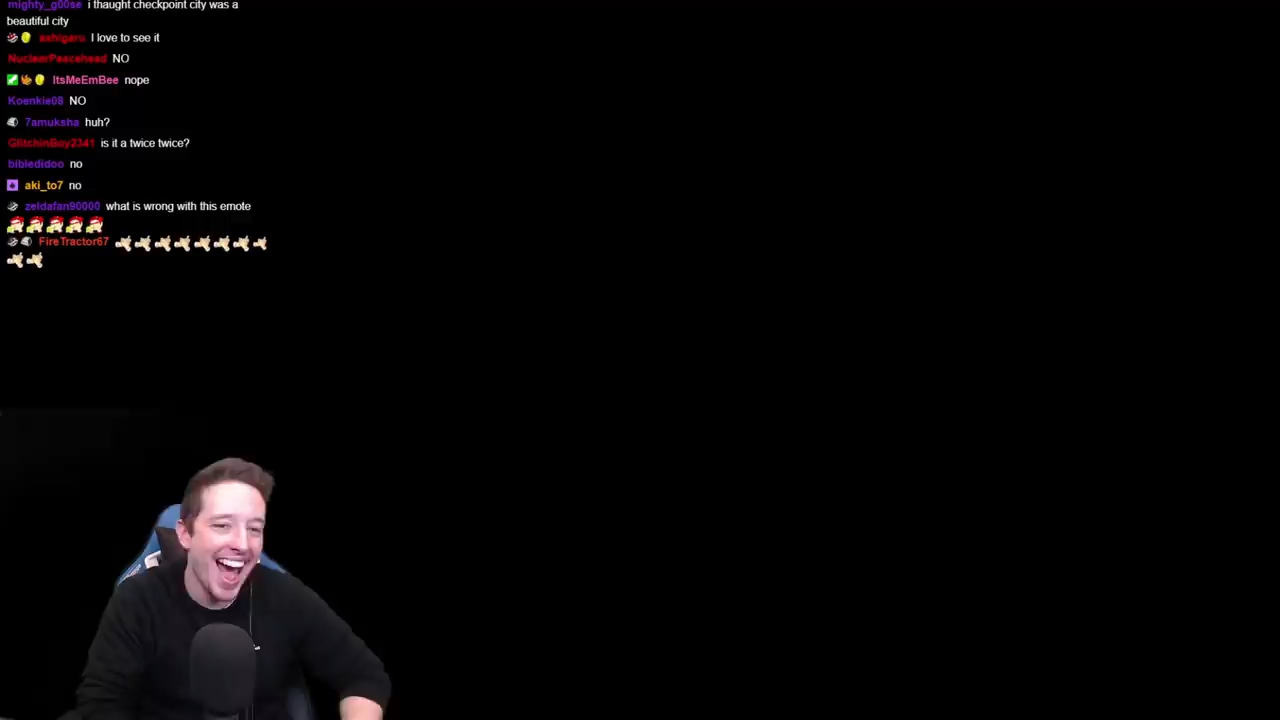 mighty_g00se i thaught checkpoint city was a
beautiful city
ashigaru I love to see it
NuclearPeacehead NO
ItsMeEmBee nope
Koenkie08 NO
7amuksha huh?
GlitchinBoy2341 is it a twice twice?
bibledidoo no
aki_to7 no
zeldafan90000 what is wrong with this emote
FireTractor67